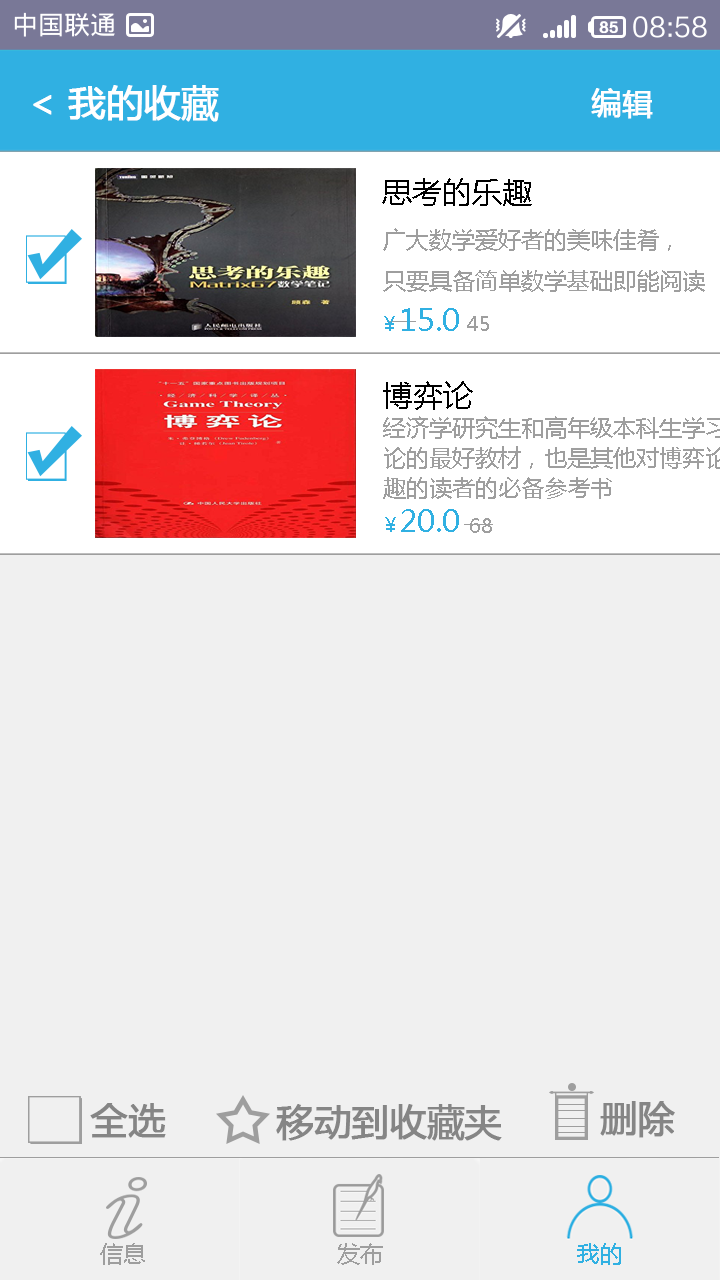 中国联通 85 08:58
< 我的收藏 编辑
思考的乐趣
Matrix67数学笔记
顾森 著
人民邮电出版社
思考的乐趣
广大数学爱好者的美味佳肴，
只要具备简单数学基础即能阅读
¥15.0 45
"十一五"国家重点图书出版规划项目
·经/济/科/学/译/丛·
Game Theory
博弈论
中国人民大学出版社
博弈论
经济学研究生和高年级本科生学习
论的最好教材，也是其他对博弈论
趣的读者的必备参考书
¥20.0 68
全选 移动到收藏夹 删除
信息 发布 我的